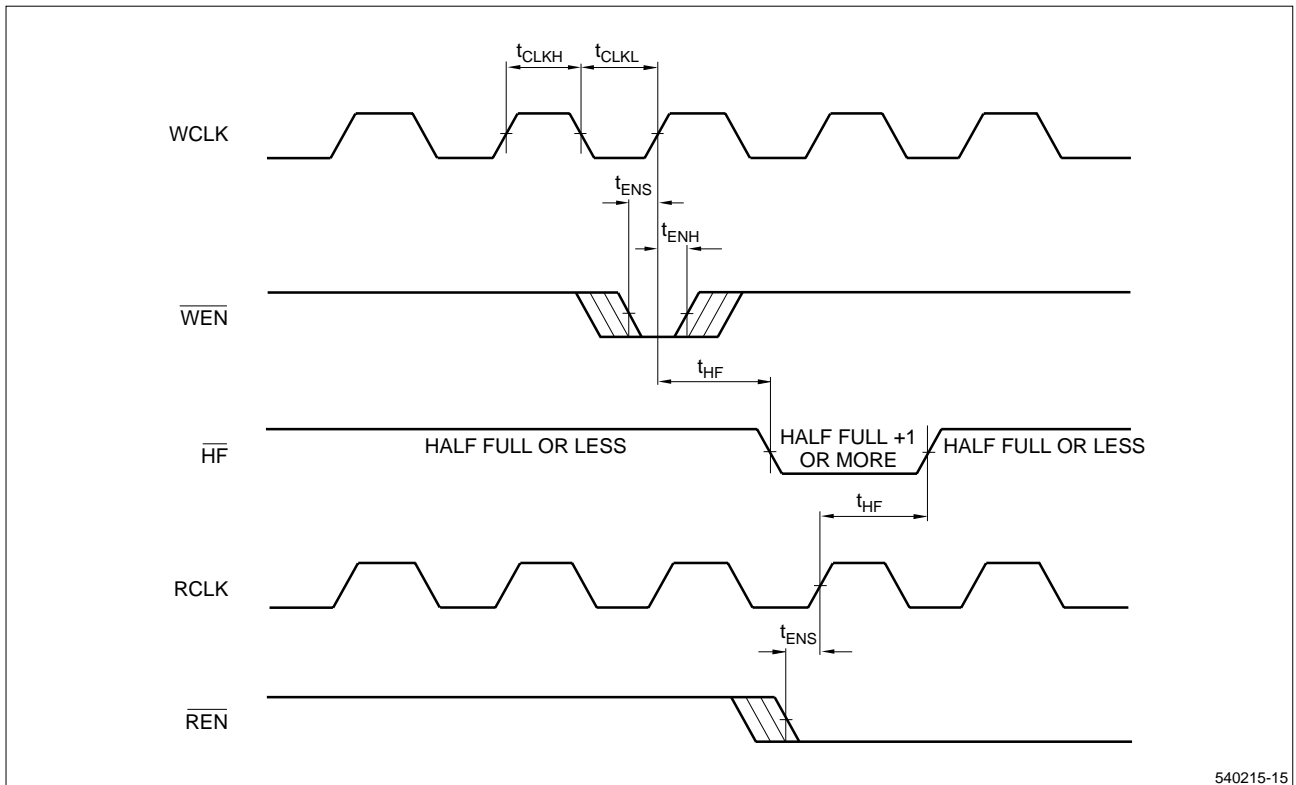 tCLKH tCLKL
WCLK
tENS
tENH
WEN
tHF
HF
HALF FULL OR LESS
HALF FULL +1
OR MORE
HALF FULL OR LESS
tHF
RCLK
tENS
REN
540215-15